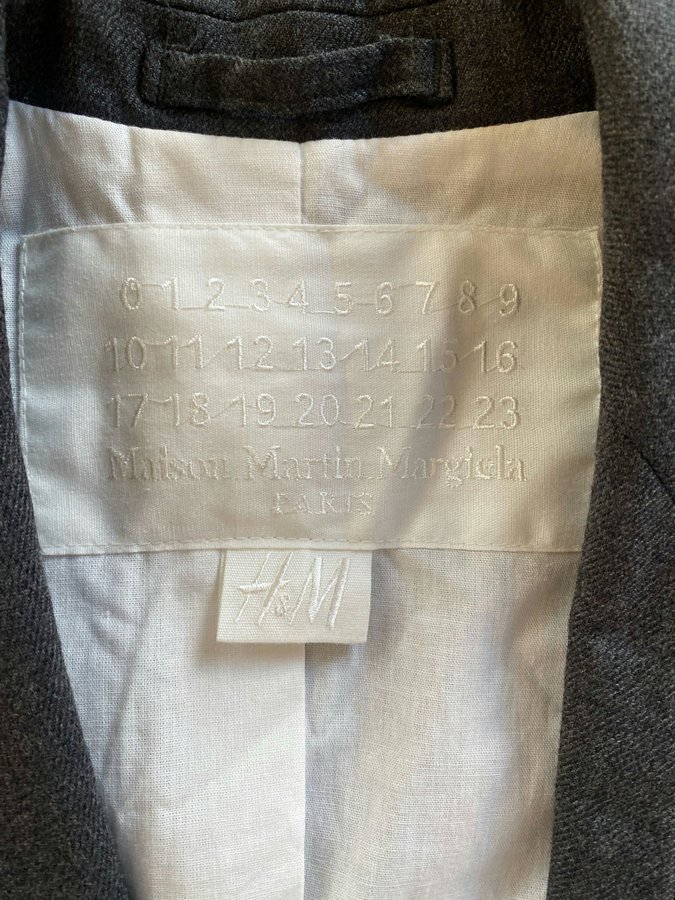 0 1 2 3 4 5 6 7 8 9
10 11 12 13 14 15 16
17 18 19 20 21 22 23
Maison Martin Margiela
PARIS
H&M